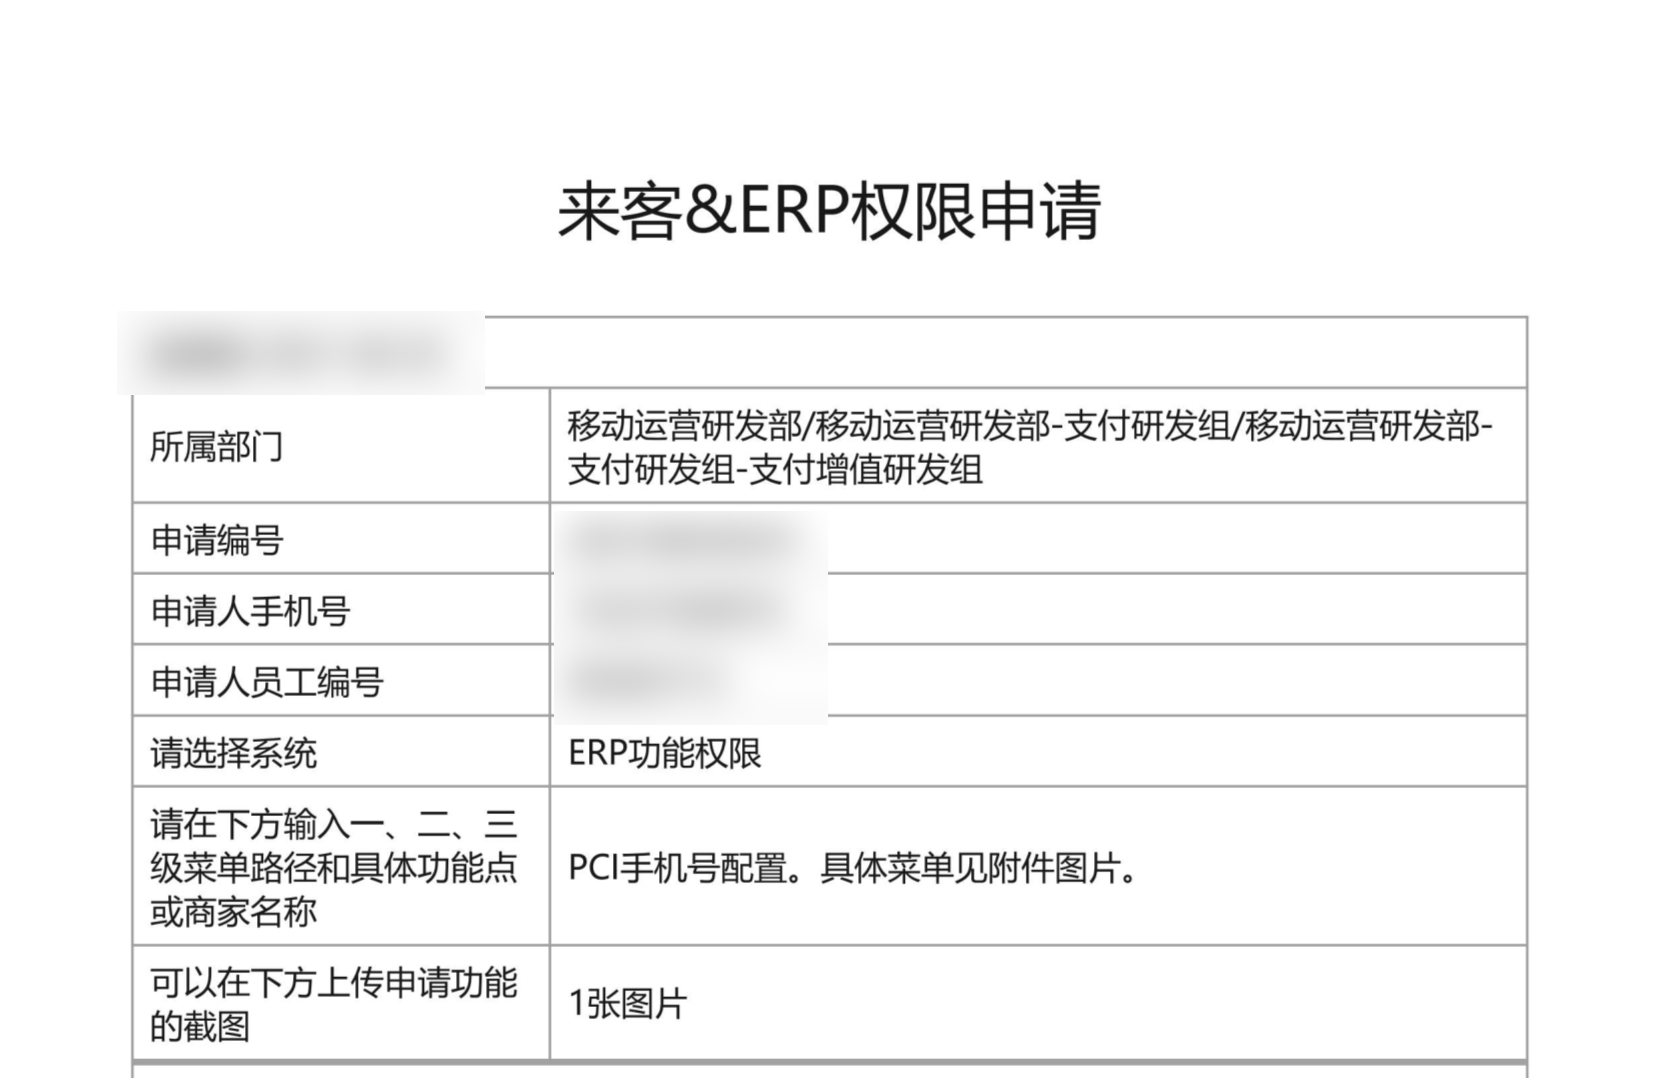 来客&ERP权限申请
所属部门
移动运营研发部/移动运营研发部-支付研发组/移动运营研发部-
支付研发组-支付增值研发组
申请编号
申请人手机号
申请人员工编号
请选择系统
ERP功能权限
请在下方输入一、二、三
级菜单路径和具体功能点
或商家名称
PCI手机号配置。具体菜单见附件图片。
可以在下方上传申请功能
的截图
1张图片